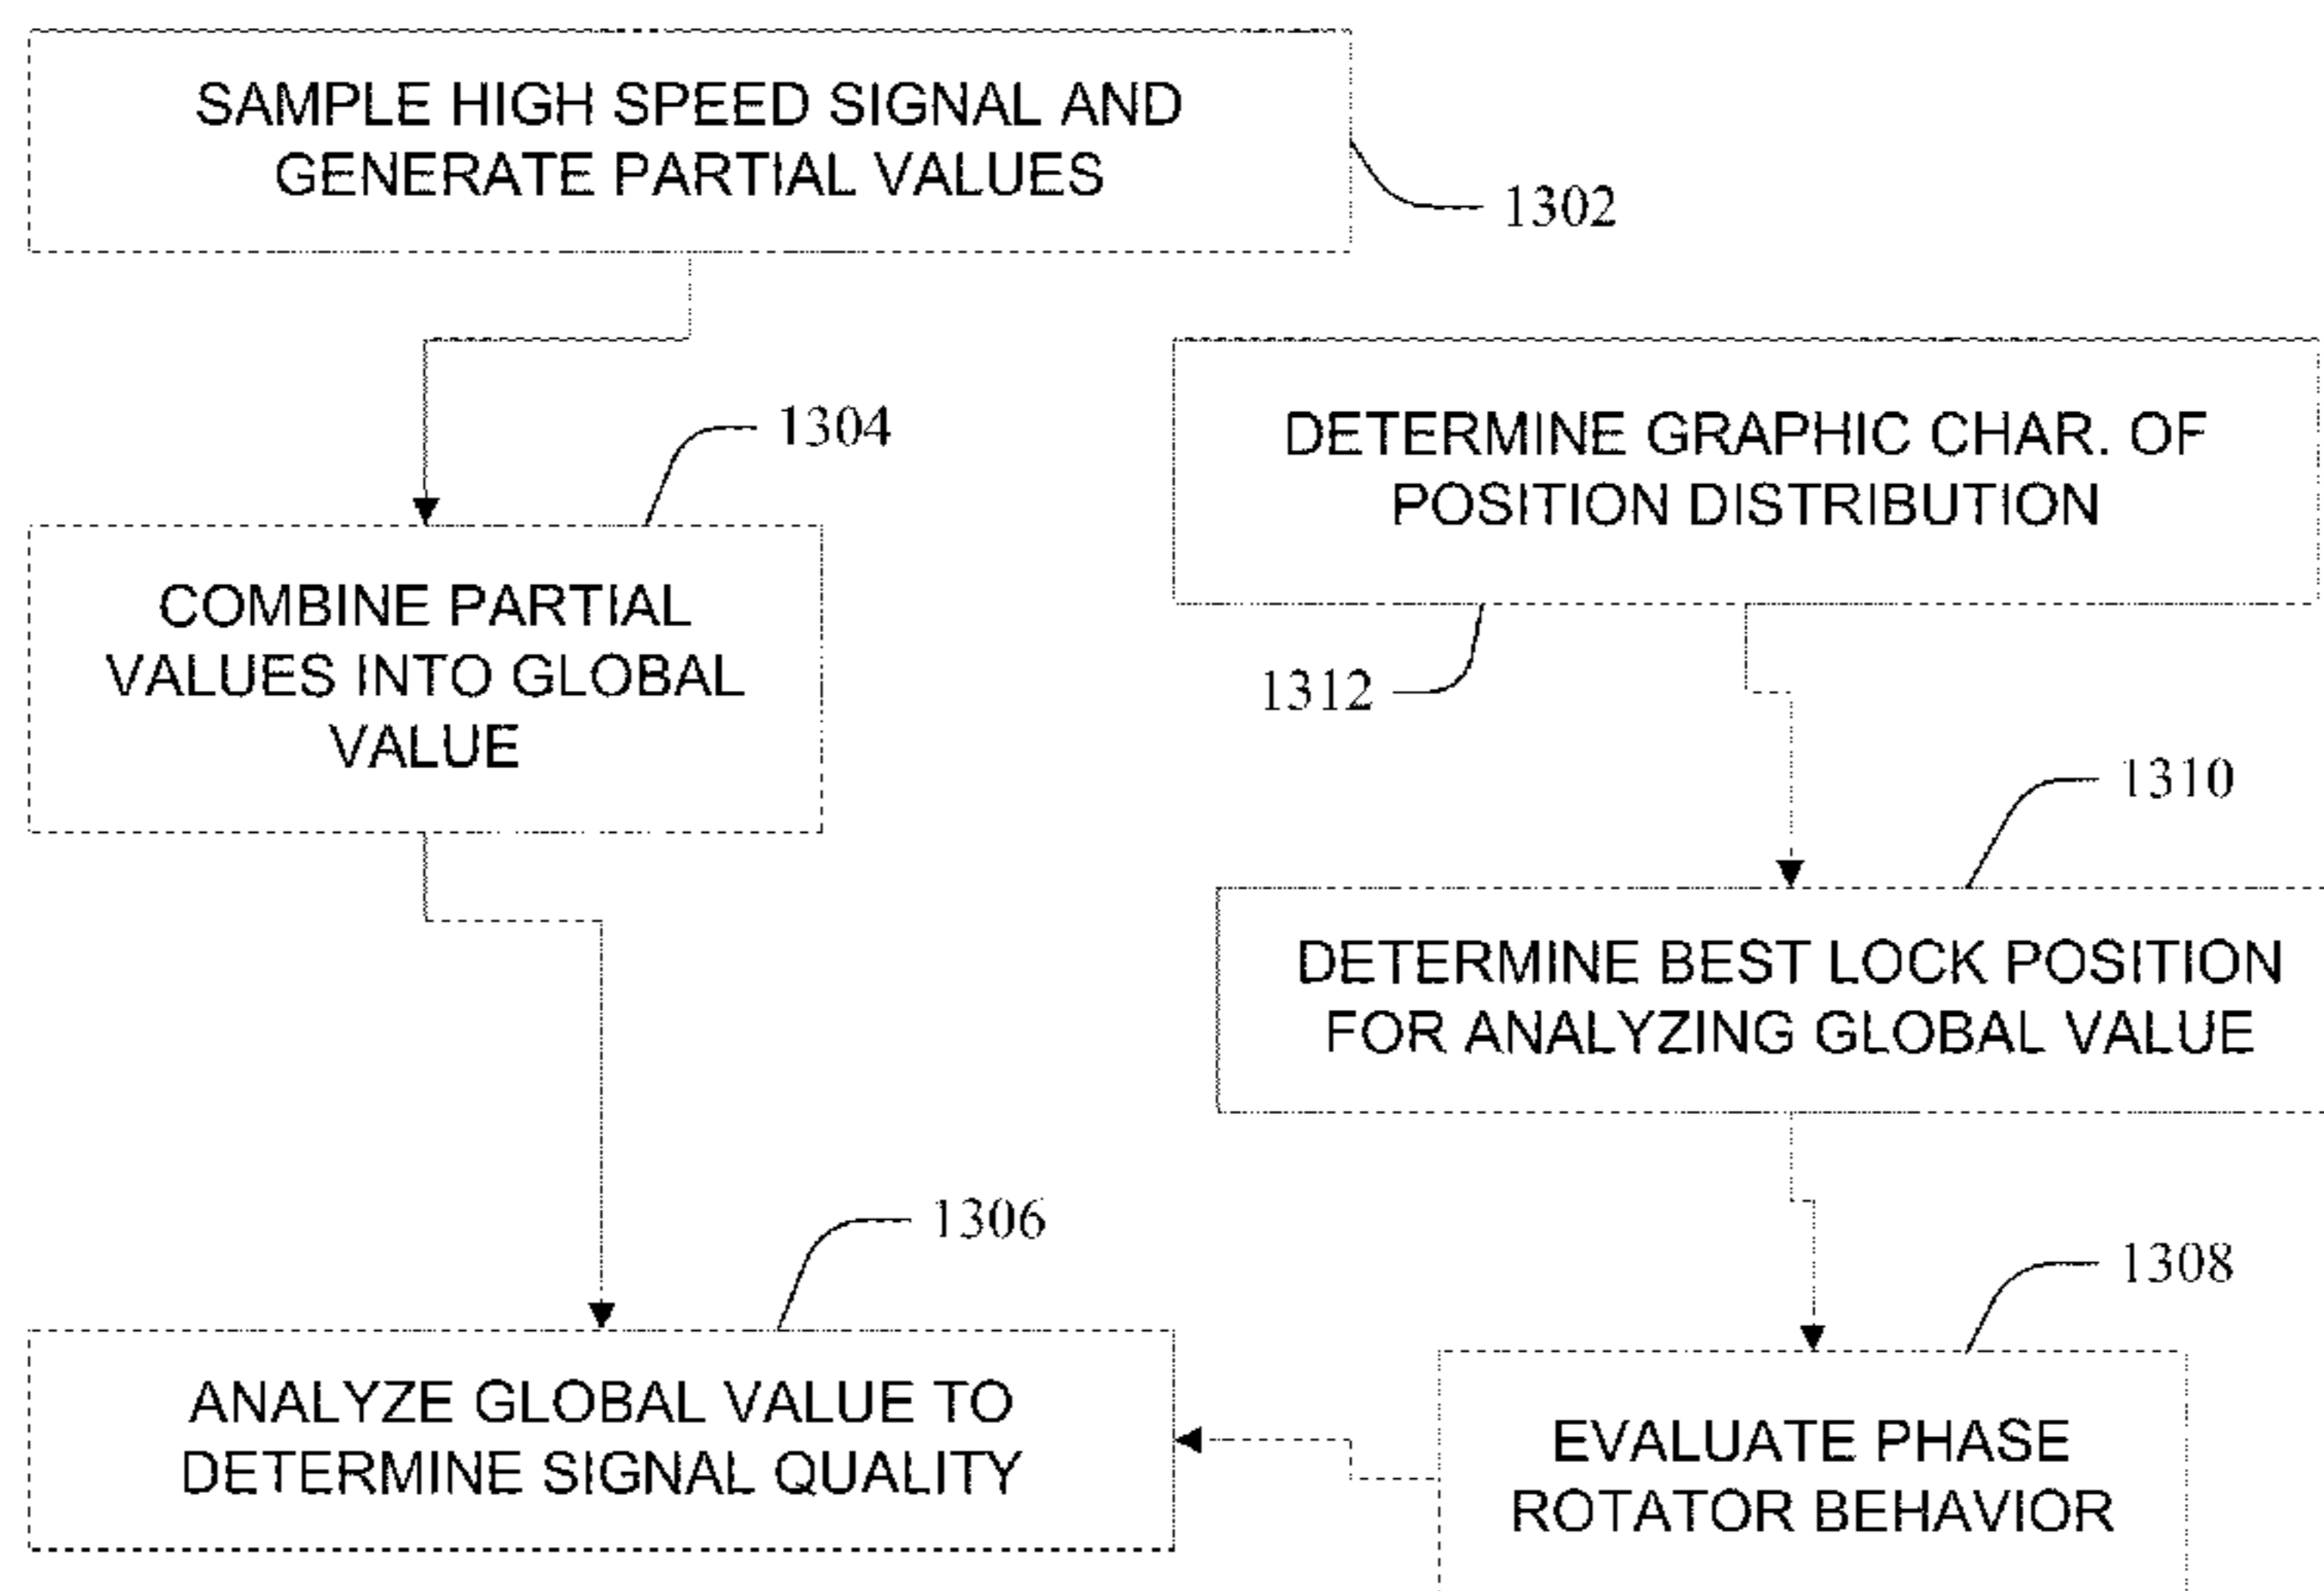 SAMPLE HIGH SPEED SIGNAL AND
GENERATE PARTIAL VALUES
1302
1304
COMBINE PARTIAL
VALUES INTO GLOBAL
VALUE
DETERMINE GRAPHIC CHAR. OF
POSITION DISTRIBUTION
1312
1310
DETERMINE BEST LOCK POSITION
FOR ANALYZING GLOBAL VALUE
1306
ANALYZE GLOBAL VALUE TO
DETERMINE SIGNAL QUALITY
1308
EVALUATE PHASE
ROTATOR BEHAVIOR